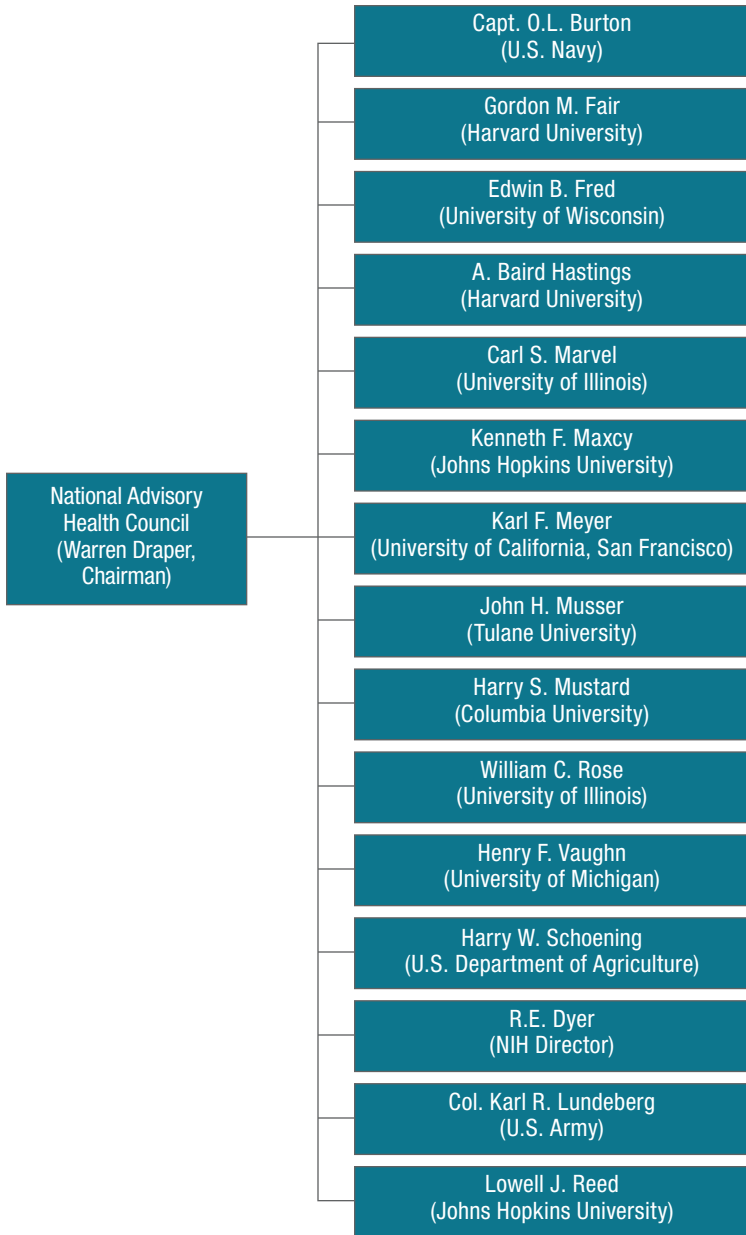 Capt. O.L. Burton
(U.S. Navy)
Gordon M. Fair
(Harvard University)
Edwin B. Fred
(University of Wisconsin)
A. Baird Hastings
(Harvard University)
Carl S. Marvel
(University of Illinois)
Kenneth F. Maxcy
(Johns Hopkins University)
National Advisory
Health Council
(Warren Draper,
Chairman)
Karl F. Meyer
(University of California, San Francisco)
John H. Musser
(Tulane University)
Harry S. Mustard
(Columbia University)
William C. Rose
(University of Illinois)
Henry F. Vaughn
(University of Michigan)
Harry W. Schoening
(U.S. Department of Agriculture)
R.E. Dyer
(NIH Director)
Col. Karl R. Lundeberg
(U.S. Army)
Lowell J. Reed
(Johns Hopkins University)